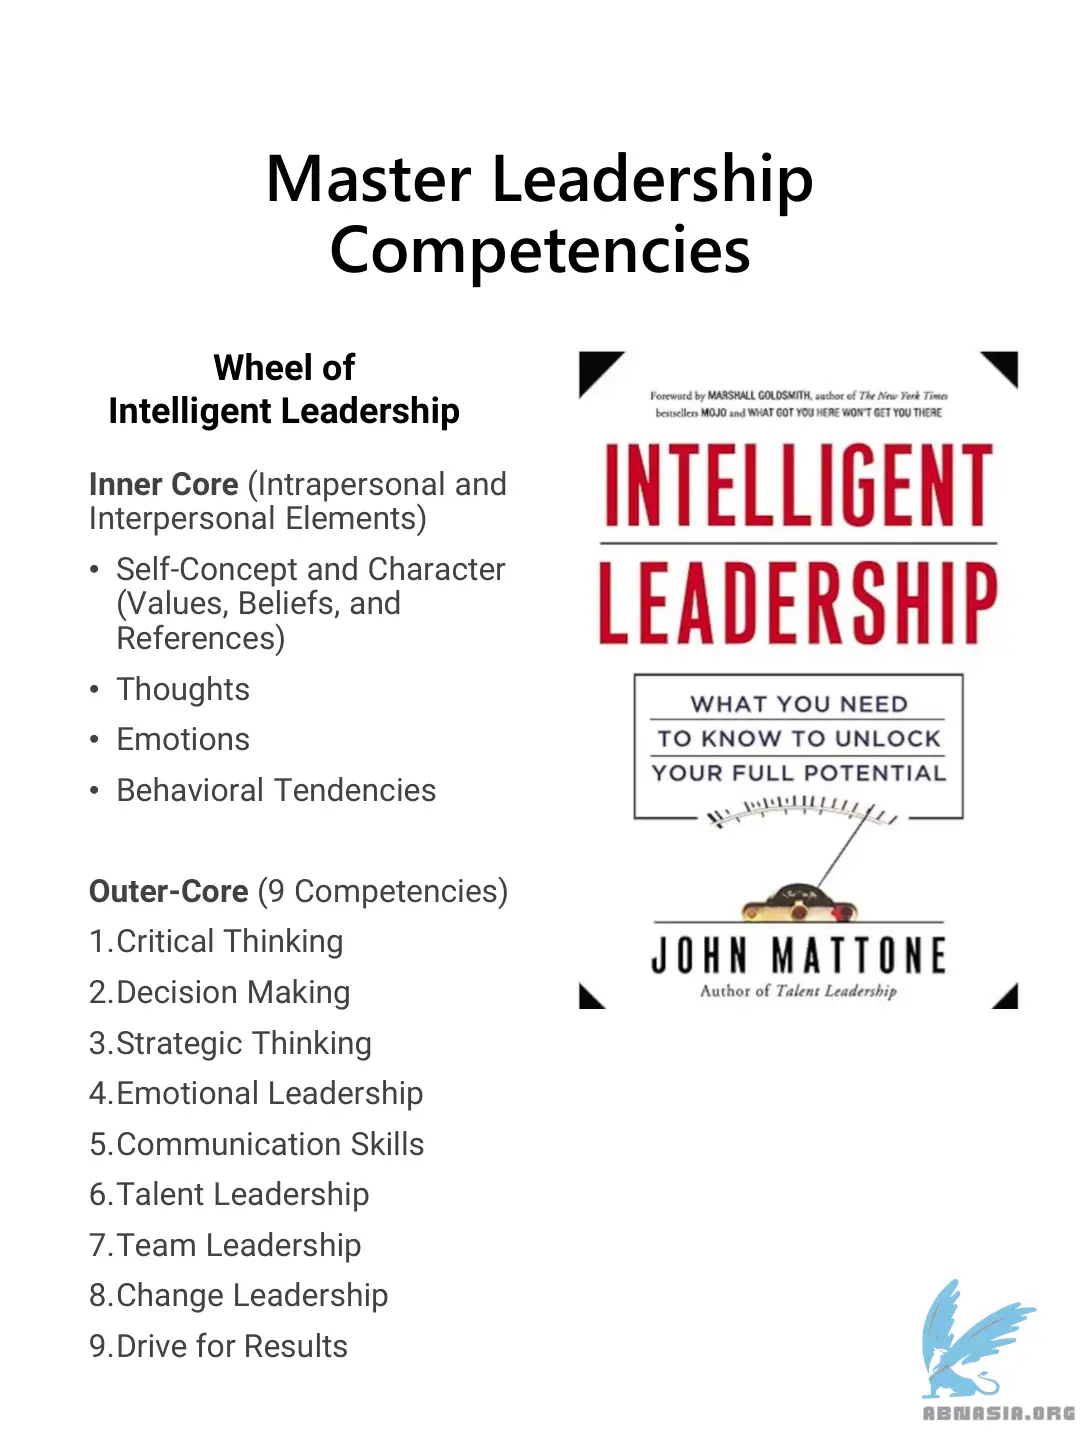 Master Leadership
Competencies
Wheel of
Intelligent Leadership
Inner Core (Intrapersonal and
Interpersonal Elements)
• Self-Concept and Character
(Values, Beliefs, and
References)
• Thoughts
• Emotions
• Behavioral Tendencies
Outer-Core (9 Competencies)
1.Critical Thinking
2.Decision Making
3.Strategic Thinking
4.Emotional Leadership
5.Communication Skills
6.Talent Leadership
7.Team Leadership
8.Change Leadership
9.Drive for Results
Foreword by MARSHALL GOLDSMITH, author of The New York Times
bestsellers MOJO and WHAT GOT YOU HERE WON'T GET YOU THERE
INTELLIGENT
LEADERSHIP
WHAT YOU NEED
TO KNOW TO UNLOCK
YOUR FULL POTENTIAL
JOHN MATTONE
Author of Talent Leadership
ABNASIA.ORG